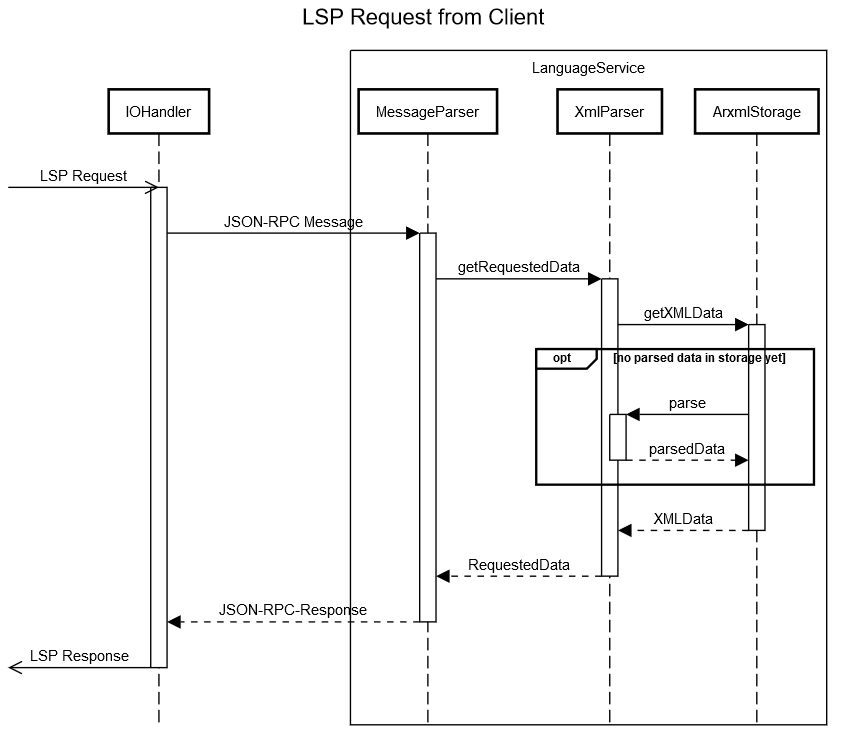 LSP Request from Client
LanguageService
IOHandler
MessageParser
XmlParser
ArxmlStorage
LSP Request
JSON-RPC Message
getRequestedData
getXMLData
opt
[no parsed data in storage yet]
parse
parsedData
XMLData
RequestedData
JSON-RPC-Response
LSP Response